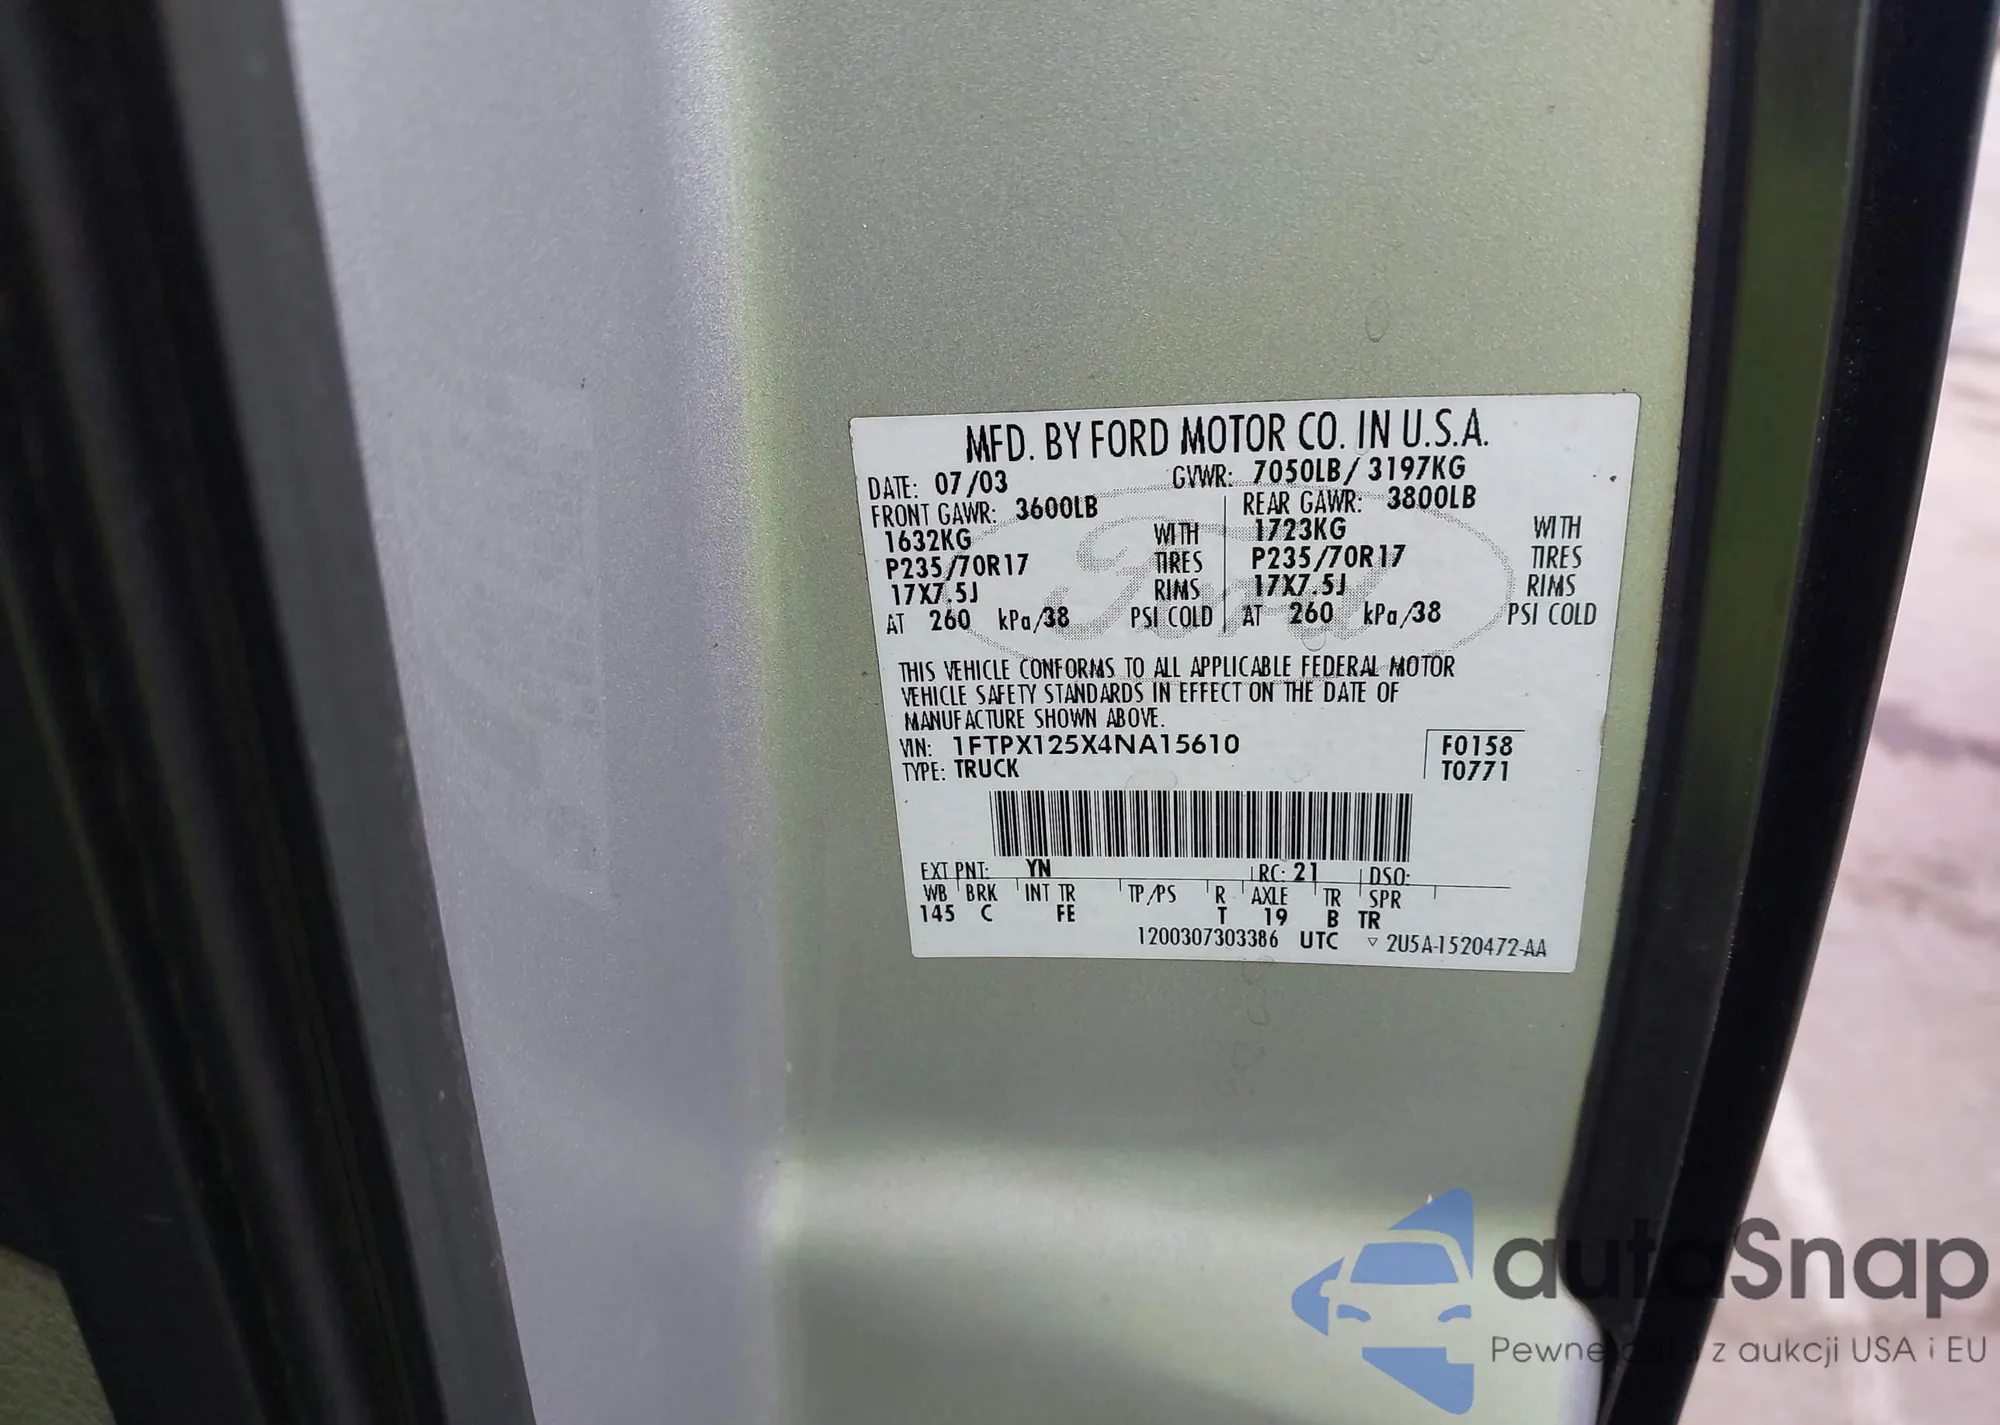 MFD. BY FORD MOTOR CO. IN U.S.A.
DATE: 07/03 GVWR: 7050LB/ 3197KG
FRONT GAWR: 3600LB REAR GAWR: 3800LB
1632KG WITH 1723KG WITH
P235/70R17 TIRES P235/70R17 TIRES
17X7.5J RIMS 17X7.5J RIMS
AT 260 kPa/38 PSI COLD AT 260 kPa/38 PSI COLD
Ford
THIS VEHICLE CONFORMS TO ALL APPLICABLE FEDERAL MOTOR
VEHICLE SAFETY STANDARDS IN EFFECT ON THE DATE OF
MANUFACTURE SHOWN ABOVE.
VIN: 1FTPX125X4NA15610 F0158
TYPE: TRUCK T0771
EXT PNT: YN RC: 21 DSO:
WB BRK INT TR TP/PS R AXLE TR SPR
145 C FE T 19 B TR
1200307303386 UTC ▽ 2U5A-1520472-AA
autaSnap
Pewne auta z aukcji USA i EU